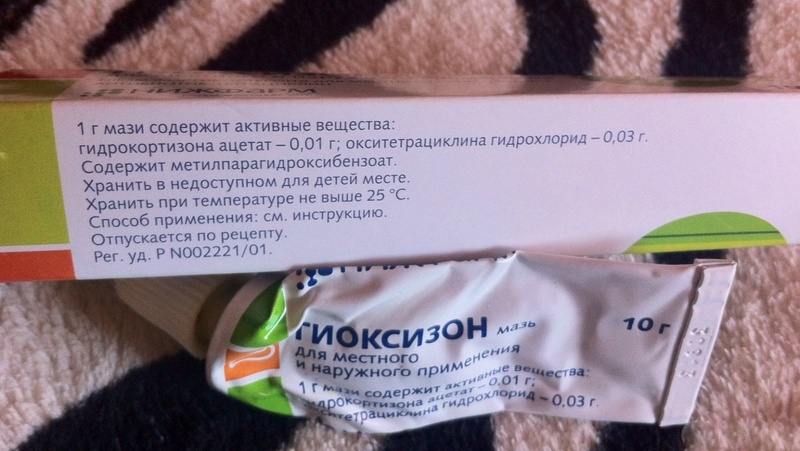 НИЖФАРМ
1 г мази содержит активные вещества:
гидрокортизона ацетат – 0,01 г; окситетрациклина гидрохлорид – 0,03 г.
Содержит метилпарагидроксибензоат.
Хранить в недоступном для детей месте.
Хранить при температуре не выше 25 °С.
Способ применения: см. инструкцию.
Отпускается по рецепту.
Рег. уд. Р N002221/01.
НИЖФАРМ
ГИОКСИЗОН мазь 10 г
для местного
и наружного применения
1 г мази содержит активные вещества:
гидрокортизона ацетат – 0,01 г;
окситетрациклина гидрохлорид – 0,03 г.